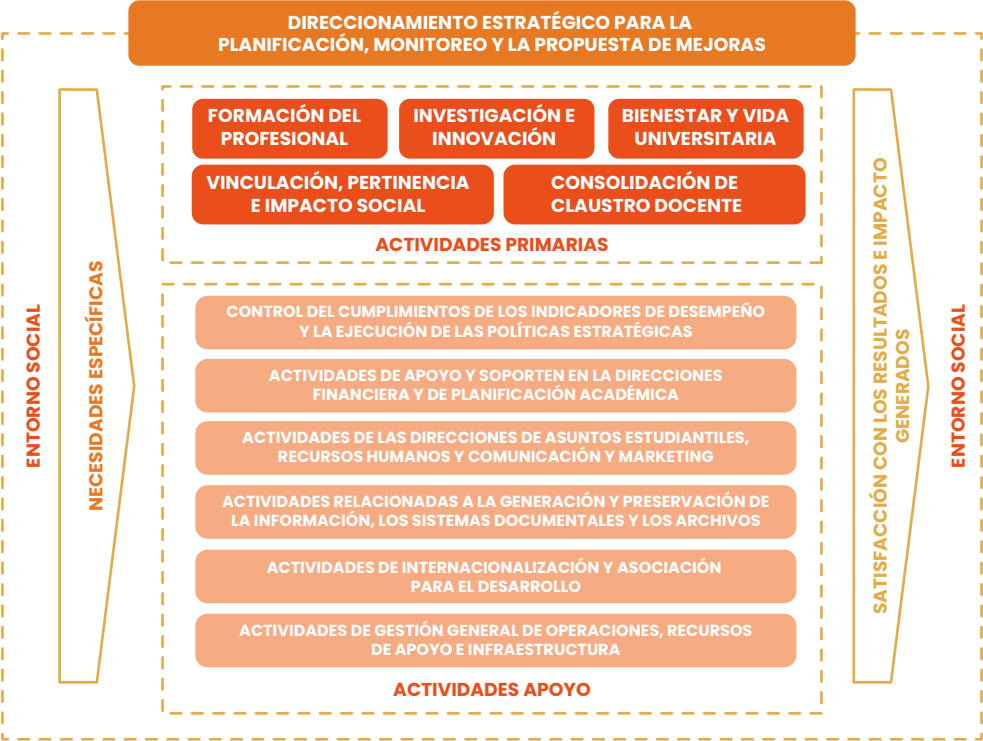 DIRECCIONAMIENTO ESTRATÉGICO PARA LA
PLANIFICACIÓN, MONITOREO Y LA PROPUESTA DE MEJORAS
ENTORNO SOCIAL
NECESIDADES ESPECÍFICAS
FORMACIÓN DEL
PROFESIONAL
INVESTIGACIÓN E
INNOVACIÓN
BIENESTAR Y VIDA
UNIVERSITARIA
VINCULACIÓN, PERTINENCIA
E IMPACTO SOCIAL
CONSOLIDACIÓN DE
CLAUSTRO DOCENTE
ACTIVIDADES PRIMARIAS
CONTROL DEL CUMPLIMIENTOS DE LOS INDICADORES DE DESEMPEÑO
Y LA EJECUCIÓN DE LAS POLÍTICAS ESTRATÉGICAS
ACTIVIDADES DE APOYO Y SOPORTEN EN LA DIRECCIONES
FINANCIERA Y DE PLANIFICACIÓN ACADÉMICA
ACTIVIDADES DE LAS DIRECCIONES DE ASUNTOS ESTUDIANTILES,
RECURSOS HUMANOS Y COMUNICACIÓN Y MARKETING
ACTIVIDADES RELACIONADAS A LA GENERACIÓN Y PRESERVACIÓN DE
LA INFORMACIÓN, LOS SISTEMAS DOCUMENTALES Y LOS ARCHIVOS
ACTIVIDADES DE INTERNACIONALIZACIÓN Y ASOCIACIÓN
PARA EL DESARROLLO
ACTIVIDADES DE GESTIÓN GENERAL DE OPERACIONES, RECURSOS
DE APOYO E INFRAESTRUCTURA
ACTIVIDADES APOYO
SATISFACCIÓN CON LOS RESULTADOS E IMPACTO
GENERADOS
ENTORNO SOCIAL